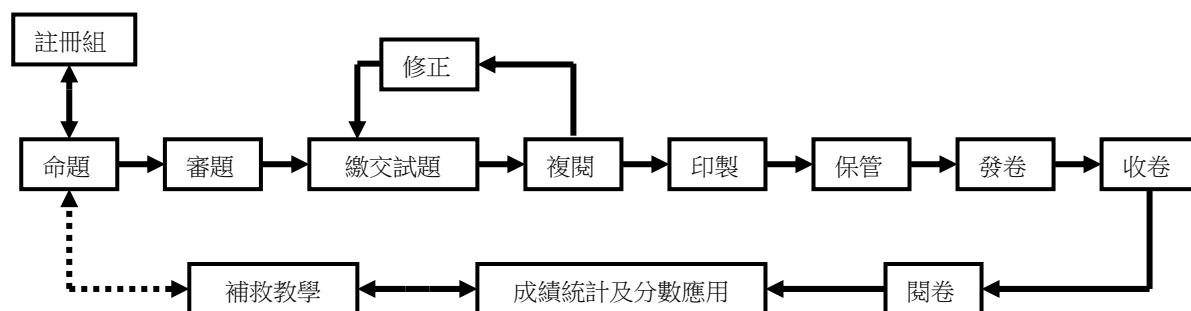 註冊組
修正
命題
審題
繳交試題
複閱
印製
保管
發卷
收卷
補救教學
成績統計及分數應用
閱卷